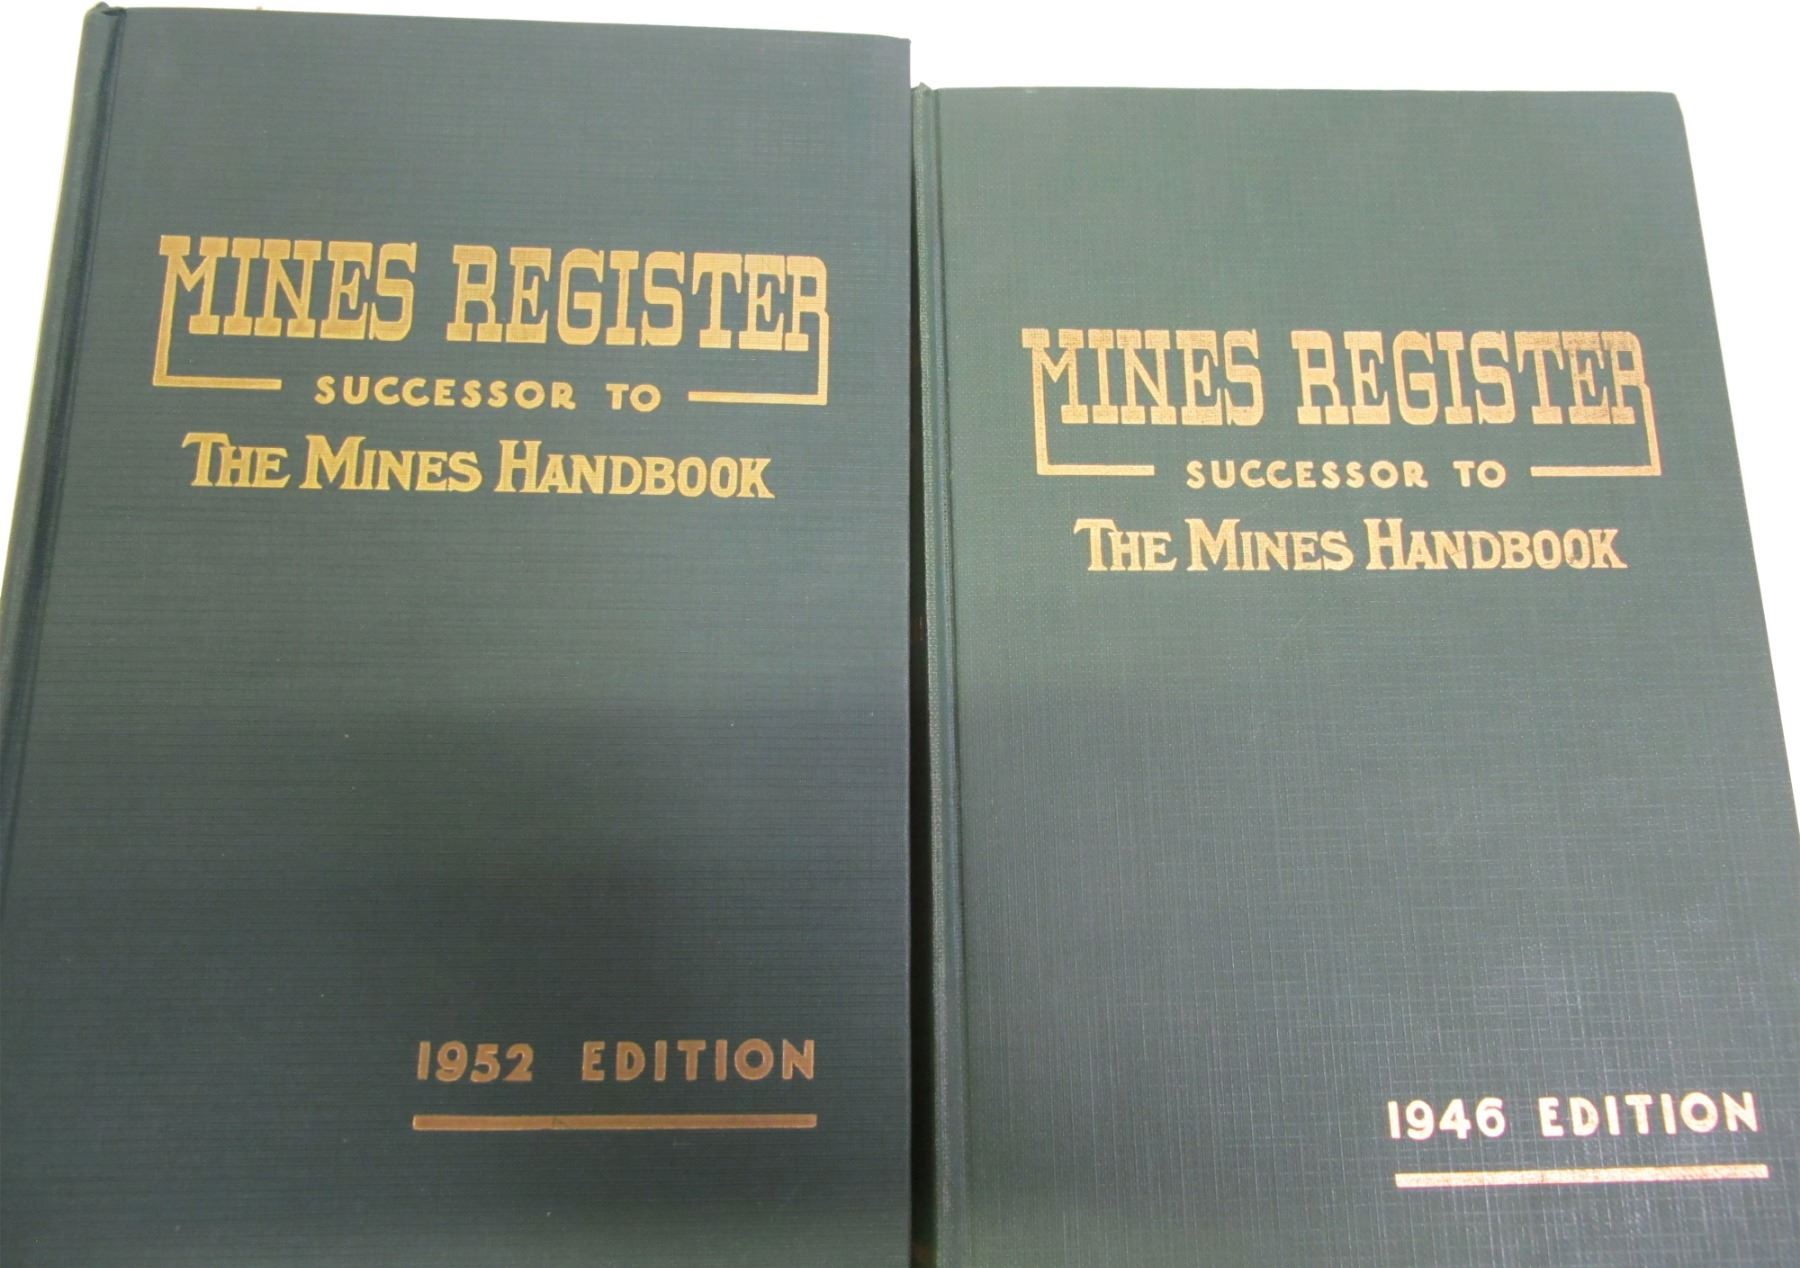 MINES REGISTER
SUCCESSOR TO
THE MINES HANDBOOK
1952 EDITION
MINES REGISTER
SUCCESSOR TO
THE MINES HANDBOOK
1946 EDITION